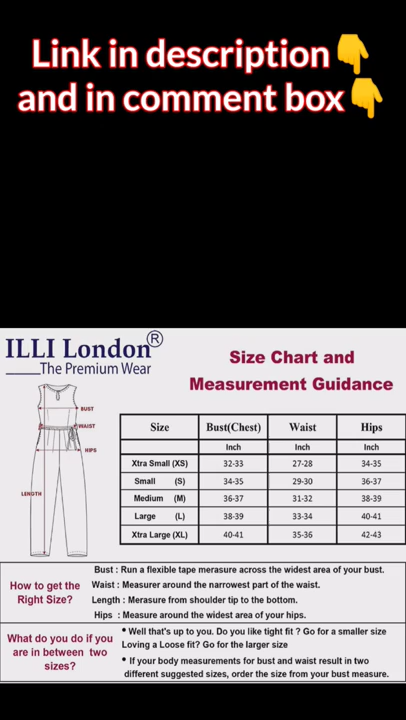 Link in description👇
and in comment box👇
ILLI London®
____The Premium Wear
Size Chart and
Measurement Guidance
BUST
WAIST
HIPS
LENGTH
Size Bust(Chest) Waist Hips
Inch Inch Inch
Xtra Small (XS) 32-33 27-28 34-35
Small (S) 34-35 29-30 36-37
Medium (M) 36-37 31-32 38-39
Large (L) 38-39 33-34 40-41
Xtra Large (XL) 40-41 35-36 42-43
How to get the
Right Size?
Bust : Run a flexible tape merasure across the widest area of your bust.
Waist : Measurer around the narrowest part of the waist.
Length : Merasure from shoulder tip to the bottom.
Hips : Measure around the widest area of your hips.
What do you do if you
are in between two
sizes?
• Well that's up to you. Do you like tight fit ? Go for a smaller size
Loving a Loose fit? Go for the larger size
• If your body measurements for bust and waist result in two
different suggested sizes, order the size from your bust measure.